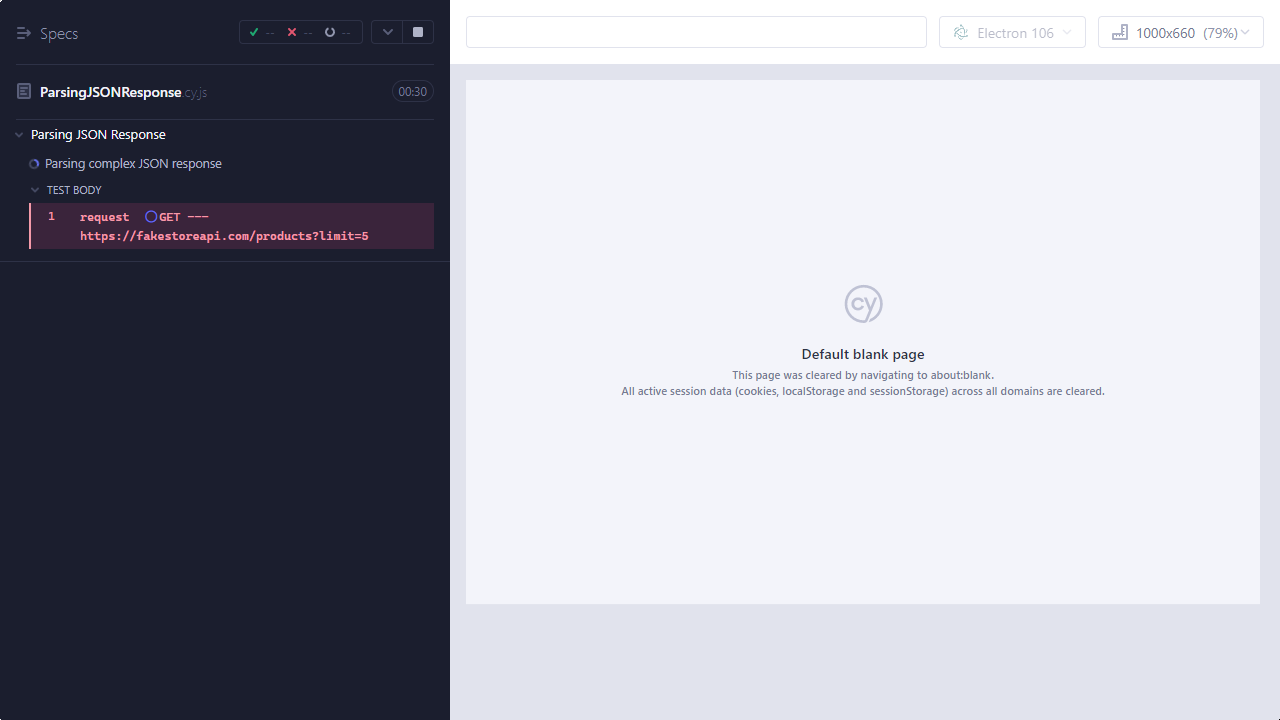 Specs
-- -- --
Electron 106
1000x660 (79%)
ParsingJSONResponse.cy.js
00:30
Parsing JSON Response
Parsing complex JSON response
TEST BODY
1 request GET ---
https://fakestoreapi.com/products?limit=5
cy
Default blank page
This page was cleared by navigating to about:blank.
All active session data (cookies, localStorage and sessionStorage) across all domains are cleared.